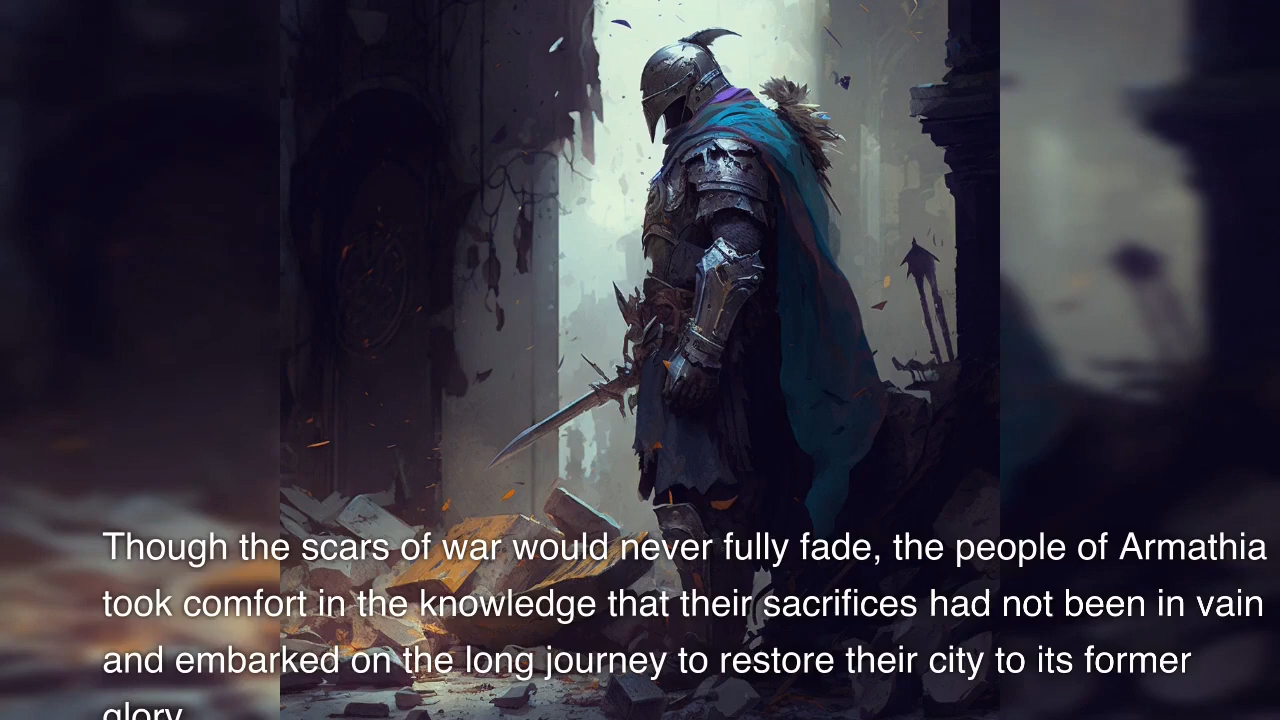 Though the scars of war would never fully fade, the people of Armathia
took comfort in the knowledge that their sacrifices had not been in vain
and embarked on the long journey to restore their city to its former
glory